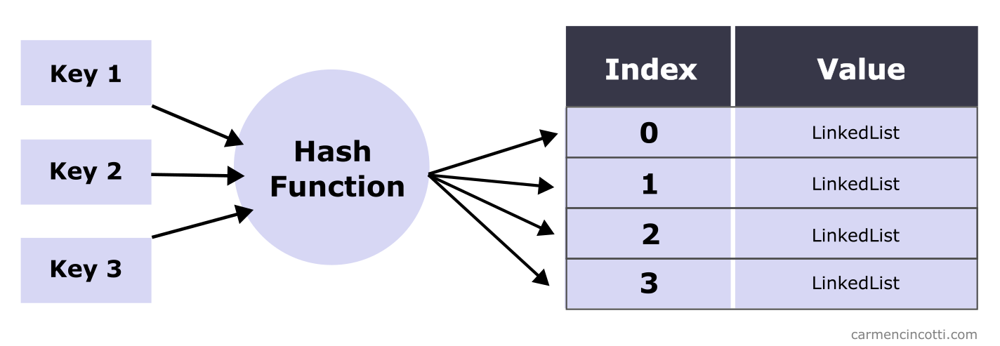 Key 1
Key 2
Key 3
Hash
Function
Index Value
0 LinkedList
1 LinkedList
2 LinkedList
3 LinkedList
carmencincotti.com